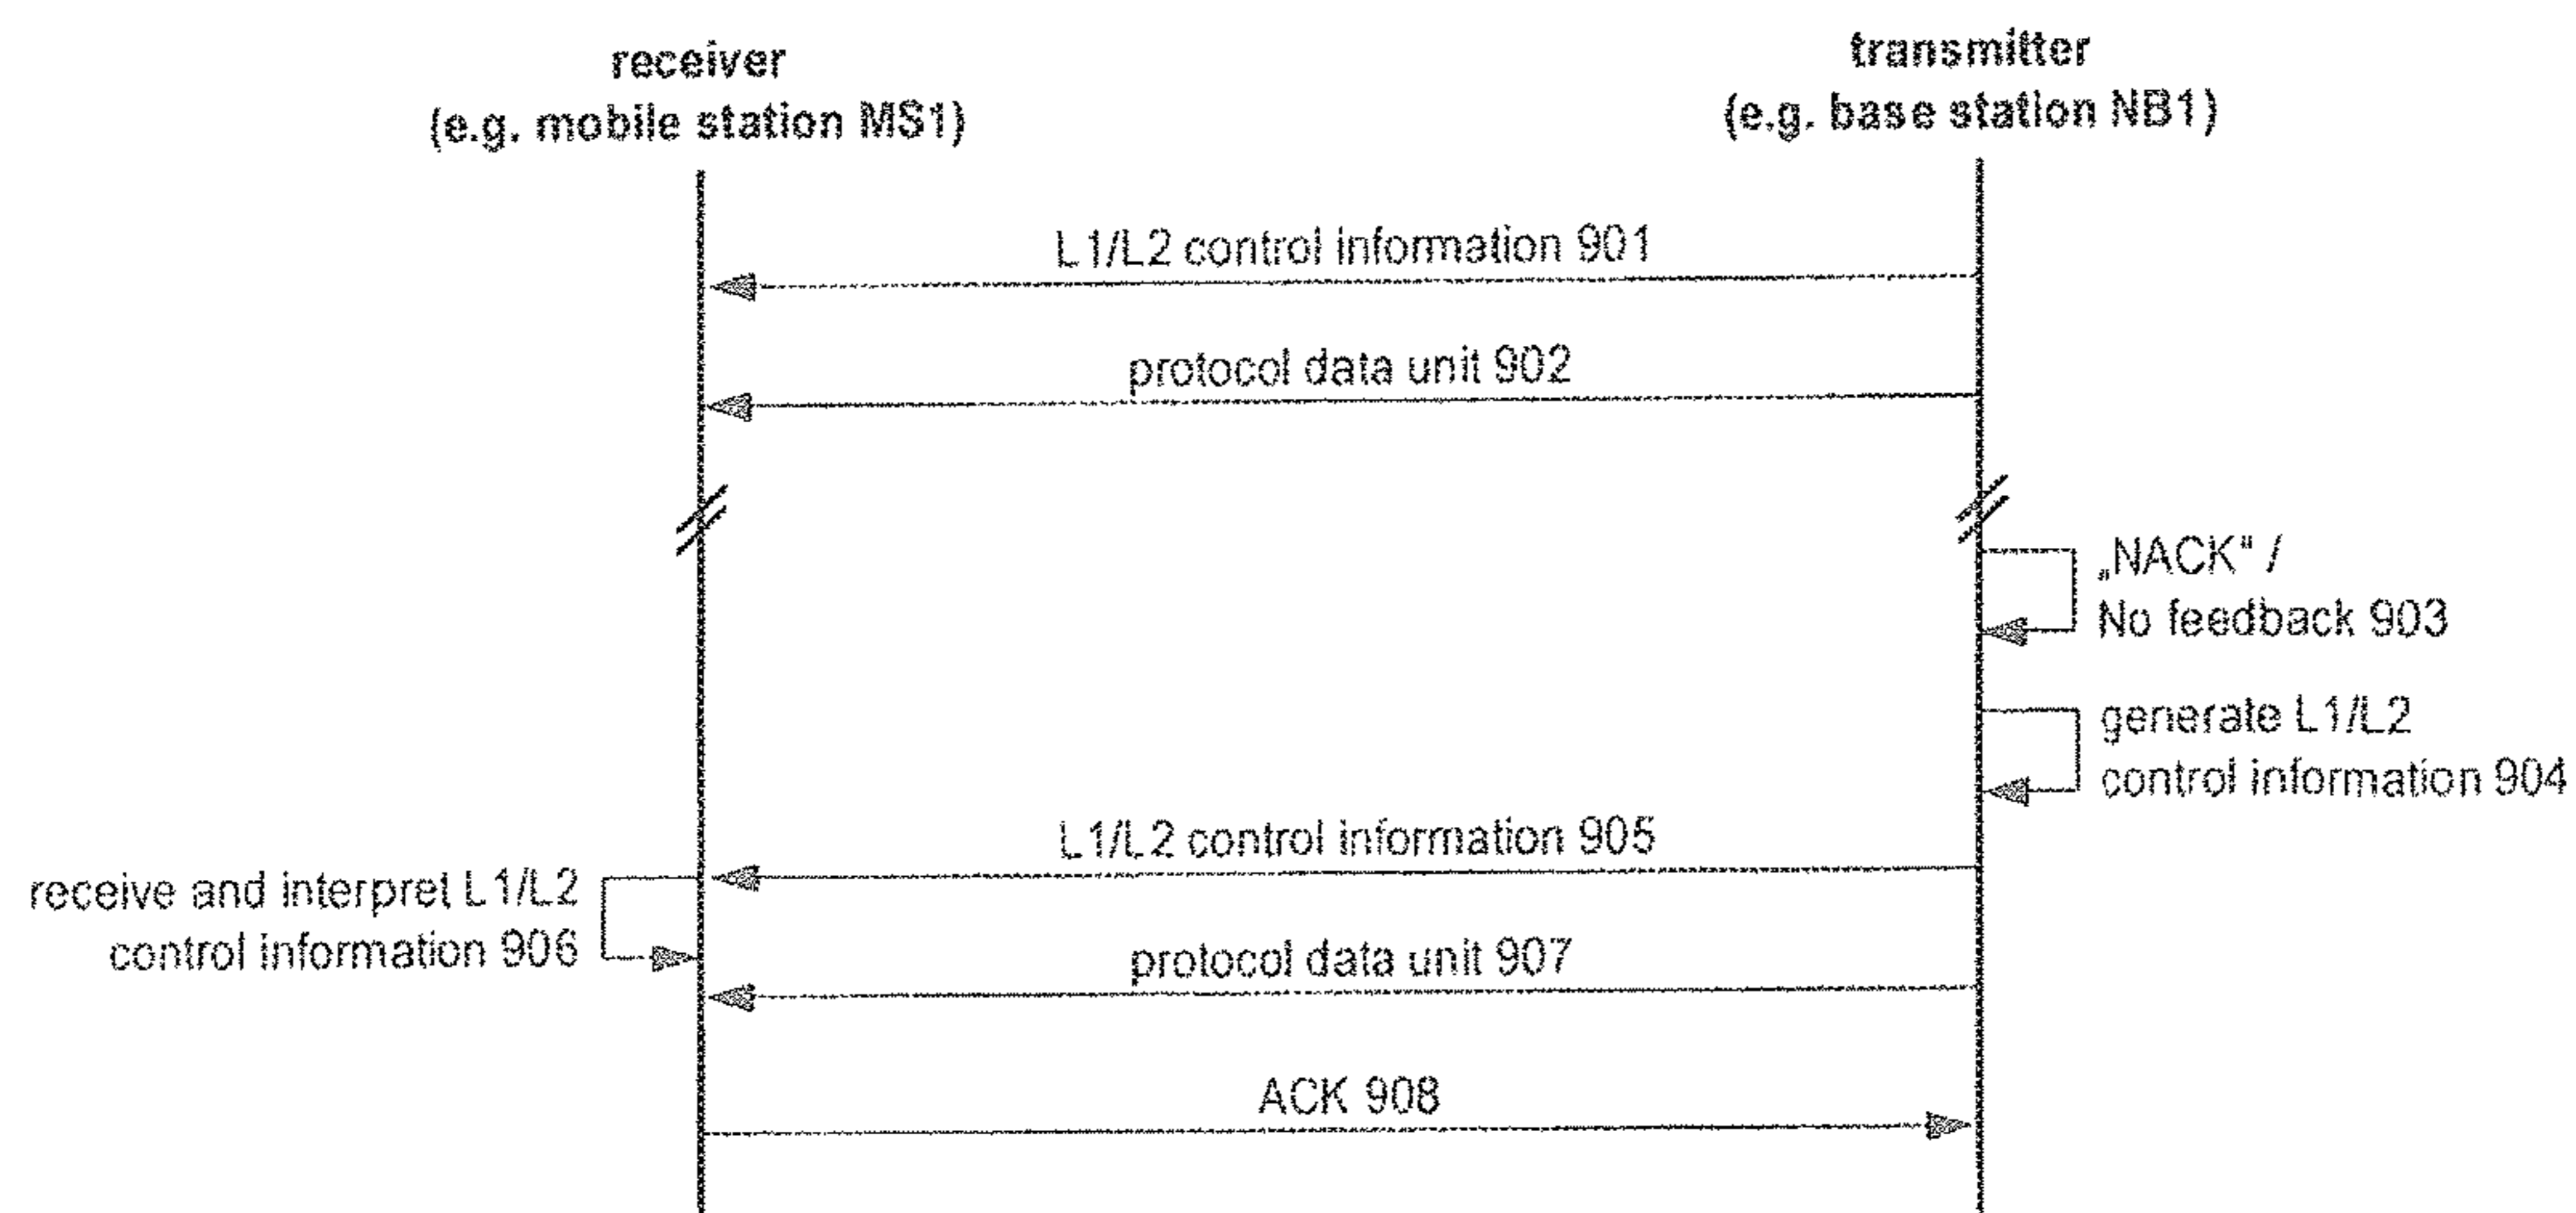 receiver
(e.g. mobile station MS1)
transmitter
(e.g. base station NB1)
L1/L2 control information 901
protocol data unit 902
„NACK“ /
No feedback 903
generate L1/L2
control information 904
L1/L2 control information 905
receive and interpret L1/L2
control information 906
protocol data unit 907
ACK 908